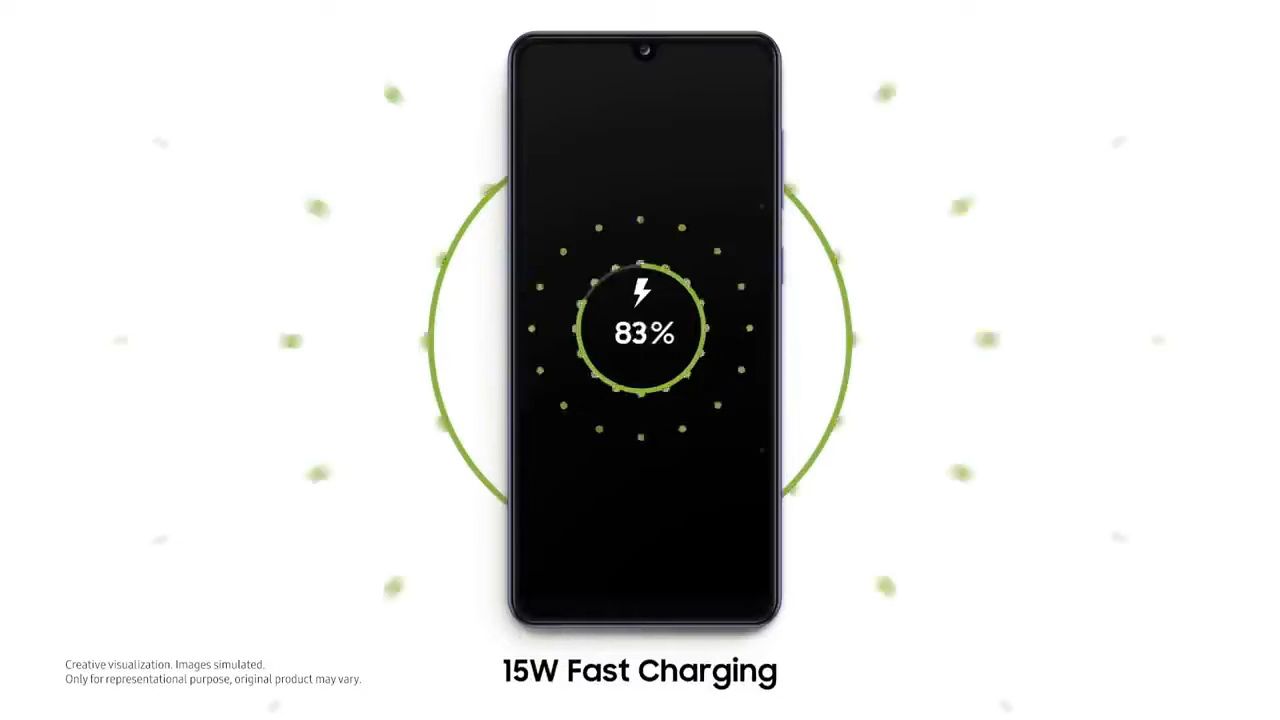 83%
15W Fast Charging
Creative visualization. Images simulated.
Only for representational purpose, original product may vary.